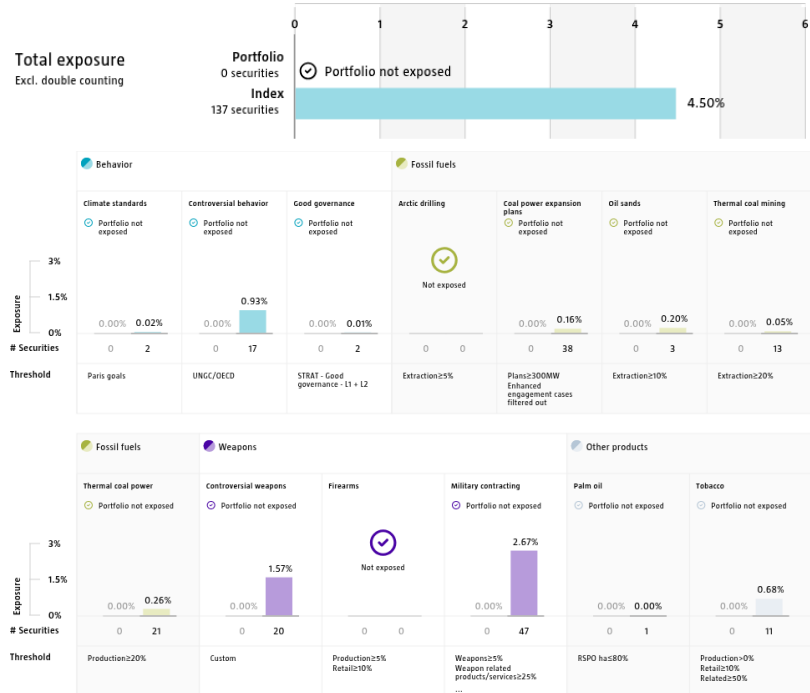 0 1 2 3 4 5 6
Total exposure
Excl. double counting
Portfolio
0 securities
Portfolio not exposed
Index
137 securities
4.50%
Behavior
Fossil fuels
Climate standards
Portfolio not
exposed
Controversial behavior
Portfolio not
exposed
Good governance
Portfolio not
exposed
Arctic drilling
Not exposed
Coal power expansion
plans
Portfolio not
exposed
Oil sands
Portfolio not
exposed
Thermal coal mining
Portfolio not
exposed
Exposure
3%
1.5%
0%
0.00% 0.02% 0.00% 0.93% 0.00% 0.01% 0.00% 0.16% 0.00% 0.20% 0.00% 0.05%
# Securities 0 2 0 17 0 2 0 0 0 38 0 3 0 13
Threshold
Paris goals
UNGC/OECD
STRAT - Good
governance - L1 + L2
Extraction≥5%
Plans≥300MW
Enhanced
engagement cases
filtered out
Extraction≥10%
Extraction≥20%
Fossil fuels
Weapons
Other products
Thermal coal power
Portfolio not exposed
Controversial weapons
Portfolio not exposed
Firearms
Not exposed
Military contracting
Portfolio not exposed
Palm oil
Portfolio not exposed
Tobacco
Portfolio not exposed
Exposure
3%
1.5%
0%
0.00% 0.26% 0.00% 1.57% 0.00% 2.67% 0.00% 0.00% 0.00% 0.68%
# Securities 0 21 0 20 0 0 0 47 0 1 0 11
Threshold
Production≥20%
Custom
Production≥5%
Retail≥10%
Weapons≥5%
Weapon related
products/services≥25%
...
RSPO ha≤80%
Production>0%
Retail≥10%
Related≥50%